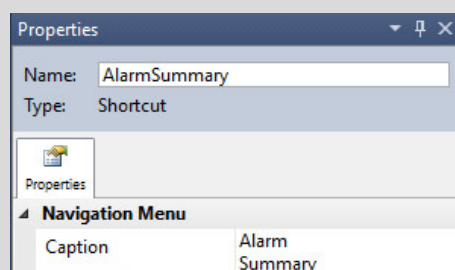 Properties
Name: AlarmSummary
Type: Shortcut
Properties
Navigation Menu
Caption Alarm
Summary